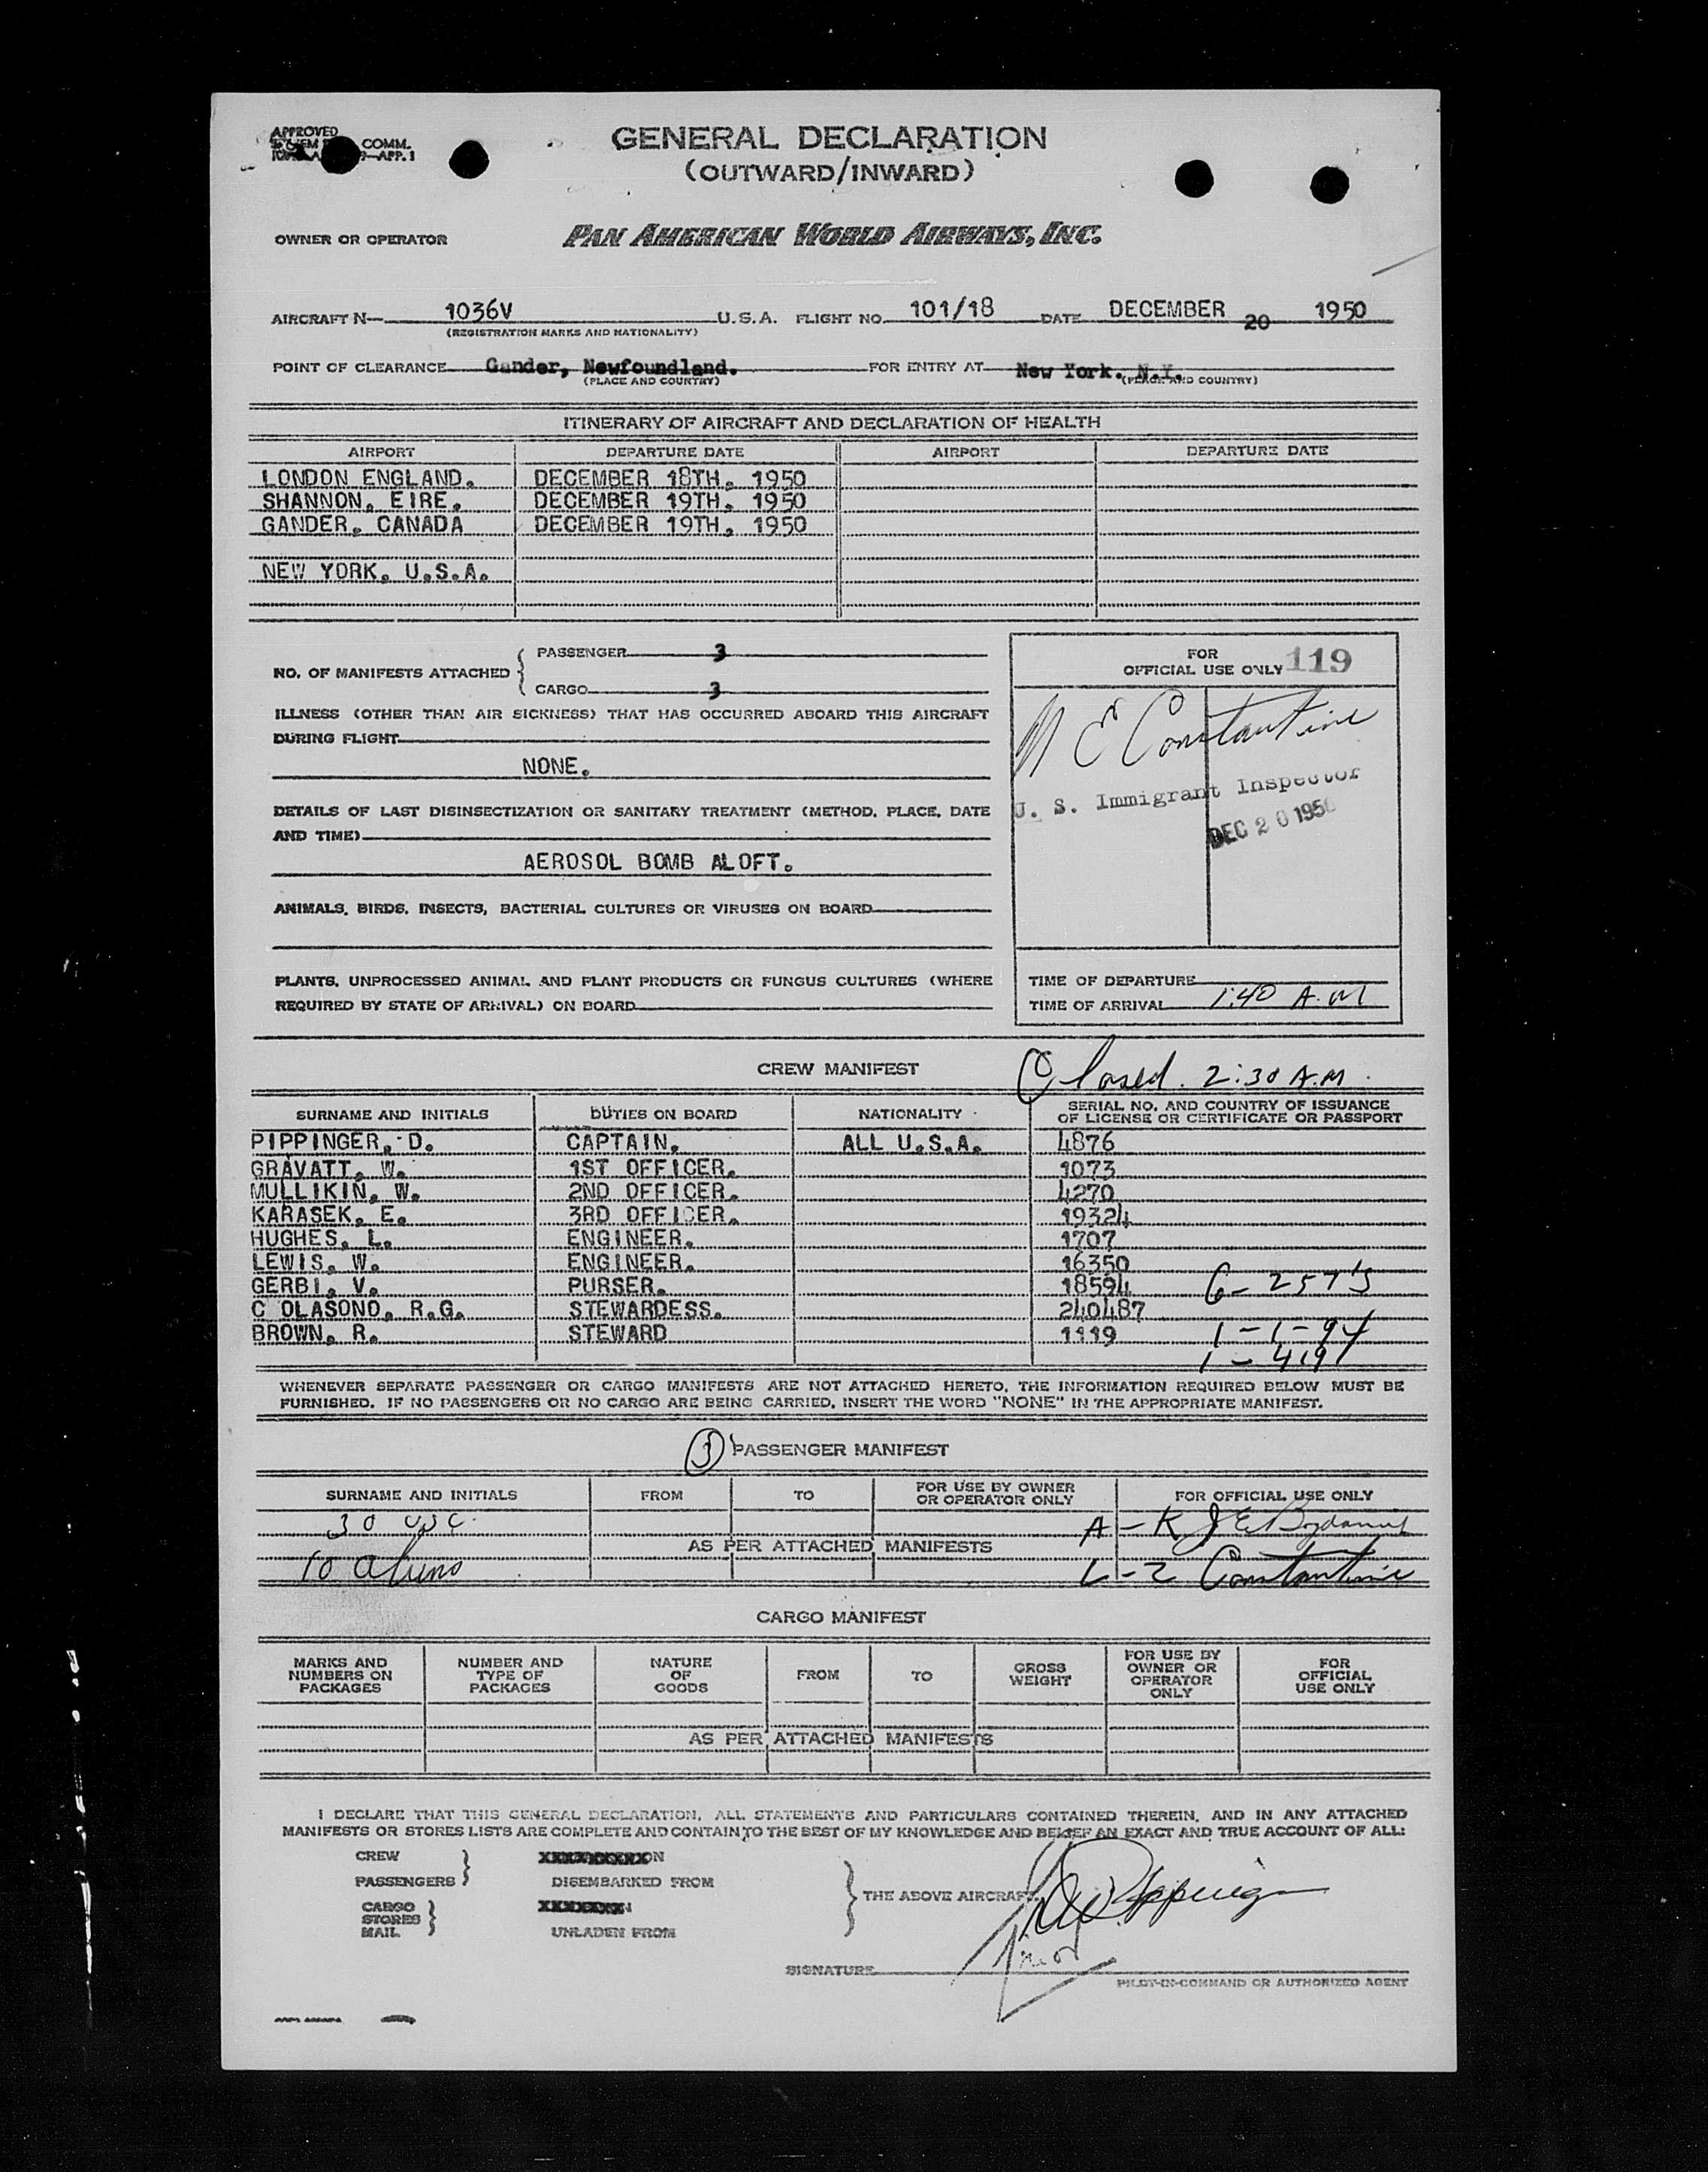 APPROVED
COMM.
APP. 1
GENERAL DECLARATION
(OUTWARD/INWARD)
OWNER OR OPERATOR PAN AMERICAN WORLD AIRWAYS, INC.
AIRCRAFT N— 1036V U.S.A. FLIGHT NO. 101/18 DATE DECEMBER 20 1950
(REGISTRATION MARKS AND NATIONALITY)
POINT OF CLEARANCE Gander, Newfoundland. FOR ENTRY AT New York. N.Y.
(PLACE AND COUNTRY) (PLACE AND COUNTRY)
ITINERARY OF AIRCRAFT AND DECLARATION OF HEALTH
AIRPORT DEPARTURE DATE AIRPORT DEPARTURE DATE
LONDON ENGLAND. DECEMBER 18TH. 1950
SHANNON, EIRE. DECEMBER 19TH. 1950
GANDER, CANADA DECEMBER 19TH. 1950
NEW YORK. U.S.A.
NO. OF MANIFESTS ATTACHED
PASSENGER 3
CARGO 3
ILLNESS (OTHER THAN AIR SICKNESS) THAT HAS OCCURRED ABOARD THIS AIRCRAFT
DURING FLIGHT
NONE.
DETAILS OF LAST DISINSECTIZATION OR SANITARY TREATMENT (METHOD, PLACE, DATE
AND TIME)
AEROSOL BOMB ALOFT.
ANIMALS, BIRDS, INSECTS, BACTERIAL CULTURES OR VIRUSES ON BOARD
PLANTS, UNPROCESSED ANIMAL AND PLANT PRODUCTS OR FUNGUS CULTURES (WHERE
REQUIRED BY STATE OF ARRIVAL) ON BOARD
FOR
OFFICIAL USE ONLY 119
N E Constantine
U. S. Immigrant Inspector
DEC 20 1950
TIME OF DEPARTURE
TIME OF ARRIVAL 1:40 A.M
CREW MANIFEST Closed. 2:30 A.M.
SURNAME AND INITIALS DUTIES ON BOARD NATIONALITY SERIAL NO. AND COUNTRY OF ISSUANCE
OF LICENSE OR CERTIFICATE OR PASSPORT
PIPPINGER, D. CAPTAIN. ALL U.S.A. 4876
GRAVATT, W. 1ST OFFICER. 1073
MULLIKIN, W. 2ND OFFICER. 4270
KARASEK, E. 3RD OFFICER. 19324
HUGHES, L. ENGINEER. 1707
LEWIS, W. ENGINEER. 16350
GERBI, V. PURSER. 18594 6- 257's
C OLASONO, R.G. STEWARDESS. 240487
BROWN, R. STEWARD 1119 1-1-94
1-419
WHENEVER SEPARATE PASSENGER OR CARGO MANIFESTS ARE NOT ATTACHED HERETO, THE INFORMATION REQUIRED BELOW MUST BE
FURNISHED. IF NO PASSENGERS OR NO CARGO ARE BEING CARRIED, INSERT THE WORD "NONE" IN THE APPROPRIATE MANIFEST.
3 PASSENGER MANIFEST
SURNAME AND INITIALS FROM TO FOR USE BY OWNER
OR OPERATOR ONLY FOR OFFICIAL USE ONLY
30 USC. A-K
AS PER ATTACHED MANIFESTS
10 aliens L-Z Constantine
CARGO MANIFEST
MARKS AND
NUMBERS ON
PACKAGES
NUMBER AND
TYPE OF
PACKAGES
NATURE
OF
GOODS
FROM
TO
GROSS
WEIGHT
FOR USE BY
OWNER OR
OPERATOR
ONLY
FOR
OFFICIAL
USE ONLY
AS PER ATTACHED MANIFESTS
I DECLARE THAT THIS GENERAL DECLARATION, ALL STATEMENTS AND PARTICULARS CONTAINED THEREIN, AND IN ANY ATTACHED
MANIFESTS OR STORES LISTS ARE COMPLETE AND CONTAIN TO THE BEST OF MY KNOWLEDGE AND BELIEF AN EXACT AND TRUE ACCOUNT OF ALL:
CREW
PASSENGERS DISEMBARKED FROM
THE ABOVE AIRCRAFT
CARGO
STORES
MAIL UNLADEN FROM
SIGNATURE
PILOT-IN-COMMAND OR AUTHORIZED AGENT